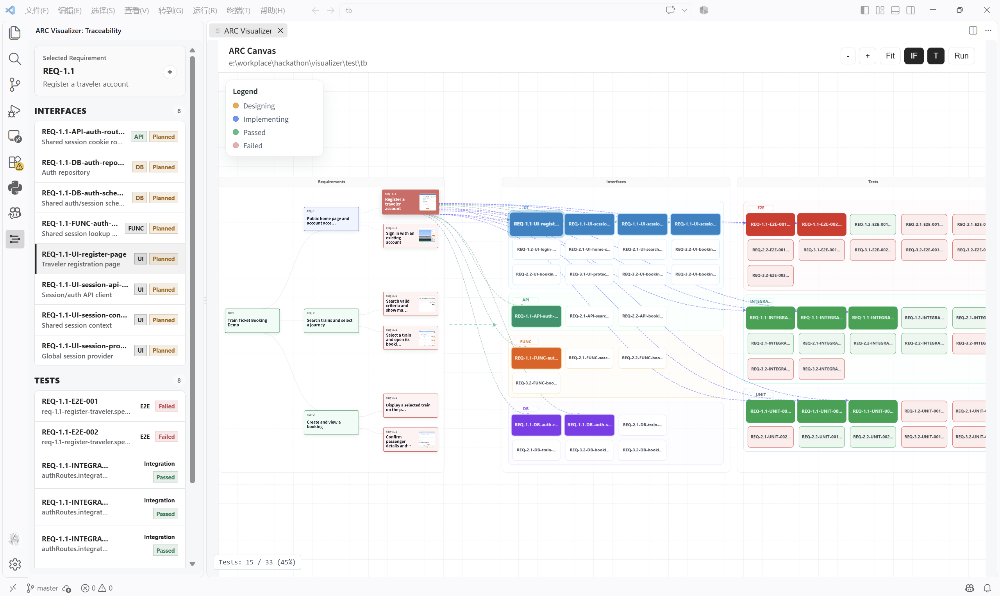 文件(F) 编辑(E) 选择(S) 查看(V) 转到(G) 运行(R) 终端(T) 帮助(H)
tb
ARC Visualizer: Traceability
Selected Requirement
REQ-1.1
Register a traveler account
+
INTERFACES 8
REQ-1.1-API-auth-rout... API Planned
Shared session cookie ro...
REQ-1.1-DB-auth-repo... DB Planned
Auth repository
REQ-1.1-DB-auth-sche... DB Planned
Shared auth/session sche...
REQ-1.1-FUNC-auth-... FUNC Planned
Shared session lookup ...
REQ-1.1-UI-register-page UI Planned
Traveler registration page
REQ-1.1-UI-session-api-... UI Planned
Session/auth API client
REQ-1.1-UI-session-con... UI Planned
Shared session context
REQ-1.1-UI-session-pro... UI Planned
Global session provider
TESTS 8
REQ-1.1-E2E-001 E2E Failed
req-1.1-register-traveler.spe...
REQ-1.1-E2E-002 E2E Failed
req-1.1-register-traveler.spe...
REQ-1.1-INTEGRA... Integration
authRoutes.integrat... Passed
REQ-1.1-INTEGRA... Integration
authRoutes.integrat... Passed
REQ-1.1-INTEGRA... Integration
authRoutes.integrat... Passed
ARC Visualizer
ARC Canvas
e:\workplace\hackathon\visualizer\test\tb
- + Fit IF T Run
Legend
Designing
Implementing
Passed
Failed
Requirements
ROOT
Train Ticket Booking
Demo
REQ-1
Public home page and
account acce...
REQ-2
Search trains and select
a journey
REQ-3
Create and view a
booking
REQ-1.1
Register a
traveler
account
REQ-1.2
Sign in with an
existing
account
REQ-2.1
Search valid
criteria and
show ma...
REQ-2.2
Select a train
and open its
booki...
REQ-3.1
Display a selected train
on the p...
REQ-3.2
Confirm
passenger
details and...
Interfaces
UI
REQ-1.1-UI-regist... REQ-1.1-UI-sessio... REQ-1.1-UI-sessio... REQ-1.1-UI-sessio...
REQ-1.2-UI-login-... REQ-2.1-UI-home-s... REQ-2.1-UI-search... REQ-2.2-UI-bookin...
REQ-2.2-UI-bookin... REQ-3.1-UI-protec... REQ-3.2-UI-bookin... REQ-3.2-UI-bookin...
API
REQ-1.1-API-auth-... REQ-2.1-API-searc... REQ-2.2-API-booki...
FUNC
REQ-1.1-FUNC-aut... REQ-2.1-FUNC-sear... REQ-2.2-FUNC-boo...
REQ-3.2-FUNC-boo...
DB
REQ-1.1-DB-auth-r... REQ-1.1-DB-auth-s... REQ-2.1-DB-train-...
REQ-2.1-DB-train-... REQ-3.2-DB-booki... REQ-3.2-DB-booki...
Tests
E2E
REQ-1.1-E2E-001... REQ-1.1-E2E-002... REQ-1.2-E2E-001... REQ-2.1-E2E-001... REQ-2.1-E2E-0
REQ-2.2-E2E-001... REQ-3.1-E2E-001... REQ-3.1-E2E-002... REQ-3.2-E2E-001... REQ-3.2-E2E-0
REQ-3.2-E2E-003...
INTEGRA...
REQ-1.1-INTEGRA... REQ-1.1-INTEGRA... REQ-1.1-INTEGRA... REQ-1.2-INTEGRA... REQ-2.1-INTEG
REQ-2.1-INTEGRA... REQ-2.1-INTEGRA... REQ-2.2-INTEGRA... REQ-2.2-INTEGRA... REQ-3.2-INTEG
REQ-3.2-INTEGRA... REQ-3.2-INTEGRA...
UNIT
REQ-1.1-UNIT-00... REQ-1.1-UNIT-00... REQ-1.1-UNIT-00... REQ-1.2-UNIT-001... REQ-2.1-UNIT-
REQ-2.1-UNIT-002... REQ-2.2-UNIT-001... REQ-2.2-UNIT-002... REQ-3.2-UNIT-001... REQ-3.2-UNIT-
Tests: 15 / 33 (45%)
master 0 0